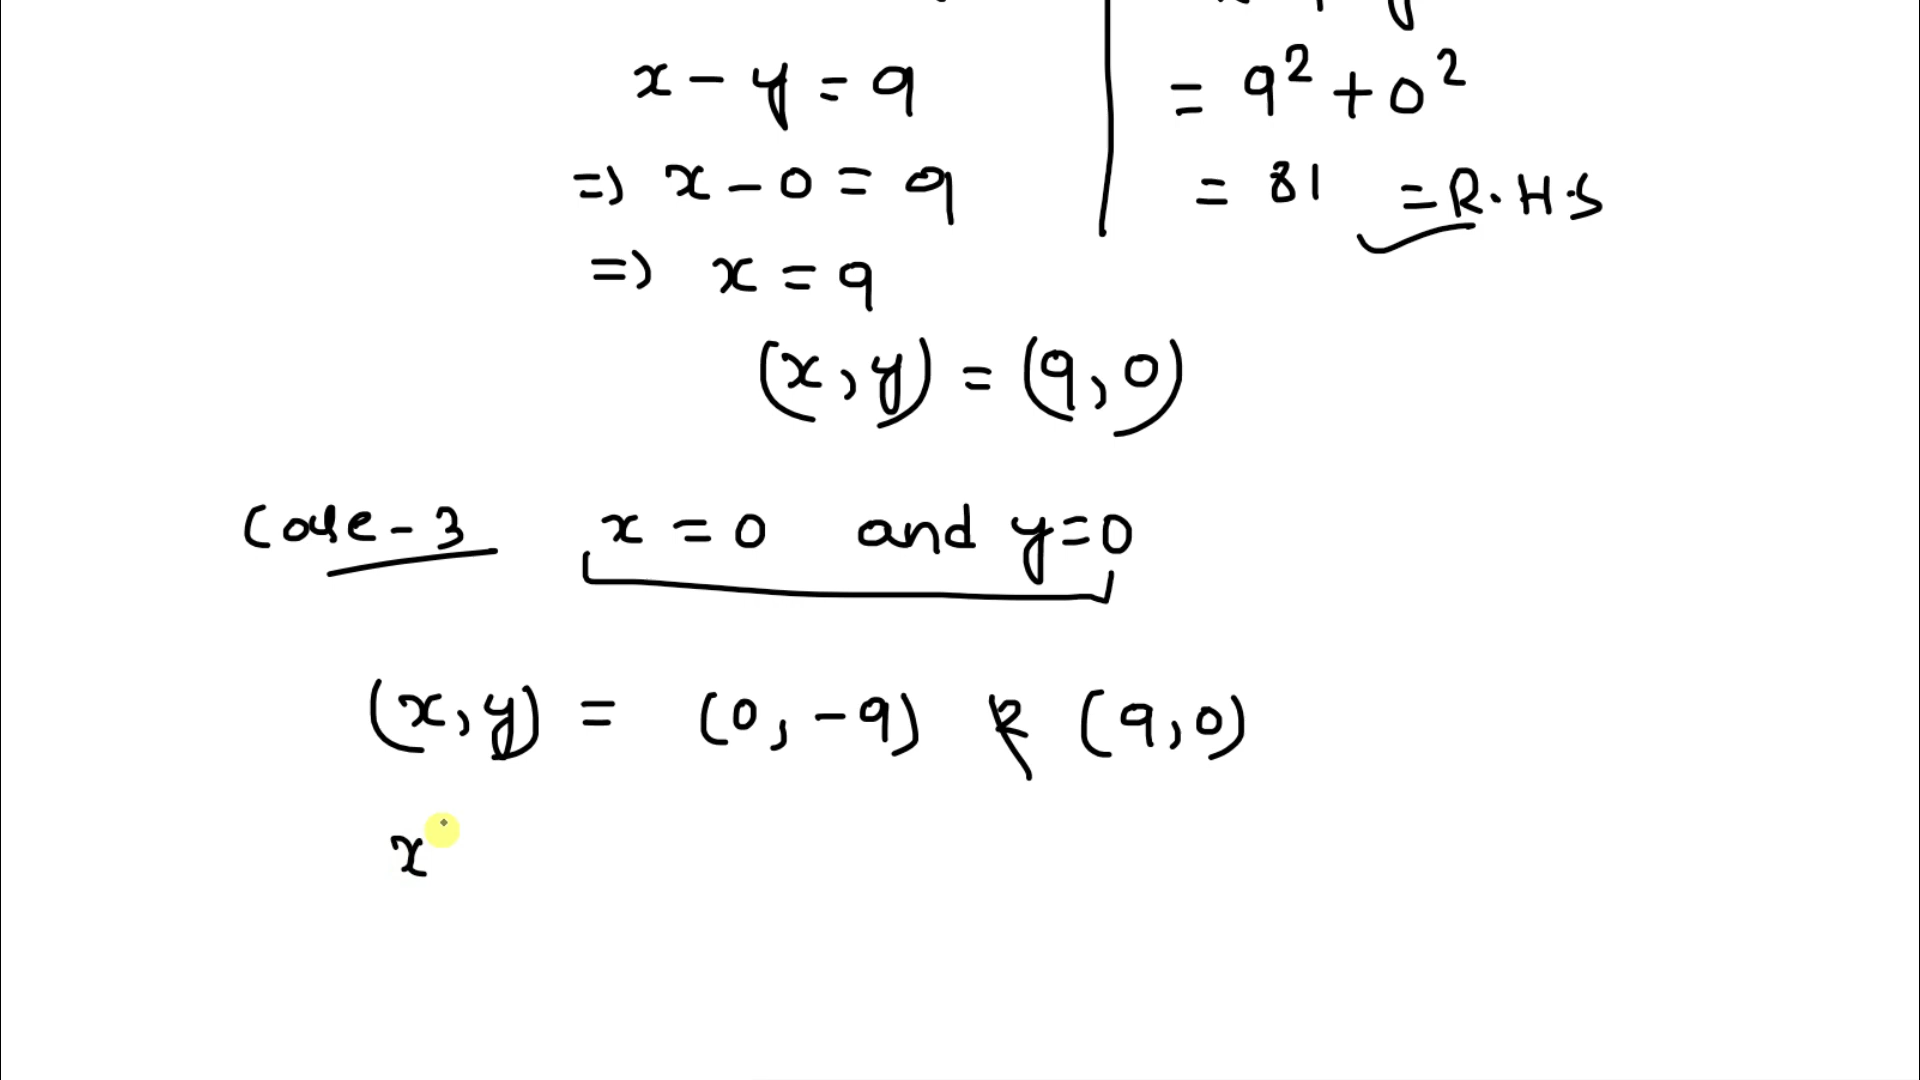 x - y = 9
=> x - 0 = 9
=> x = 9
= 9² + 0²
= 81 = R.H.S
(x, y) = (9, 0)
Case - 3 x = 0 and y = 0
(x, y) = (0, -9) & (9, 0)
x